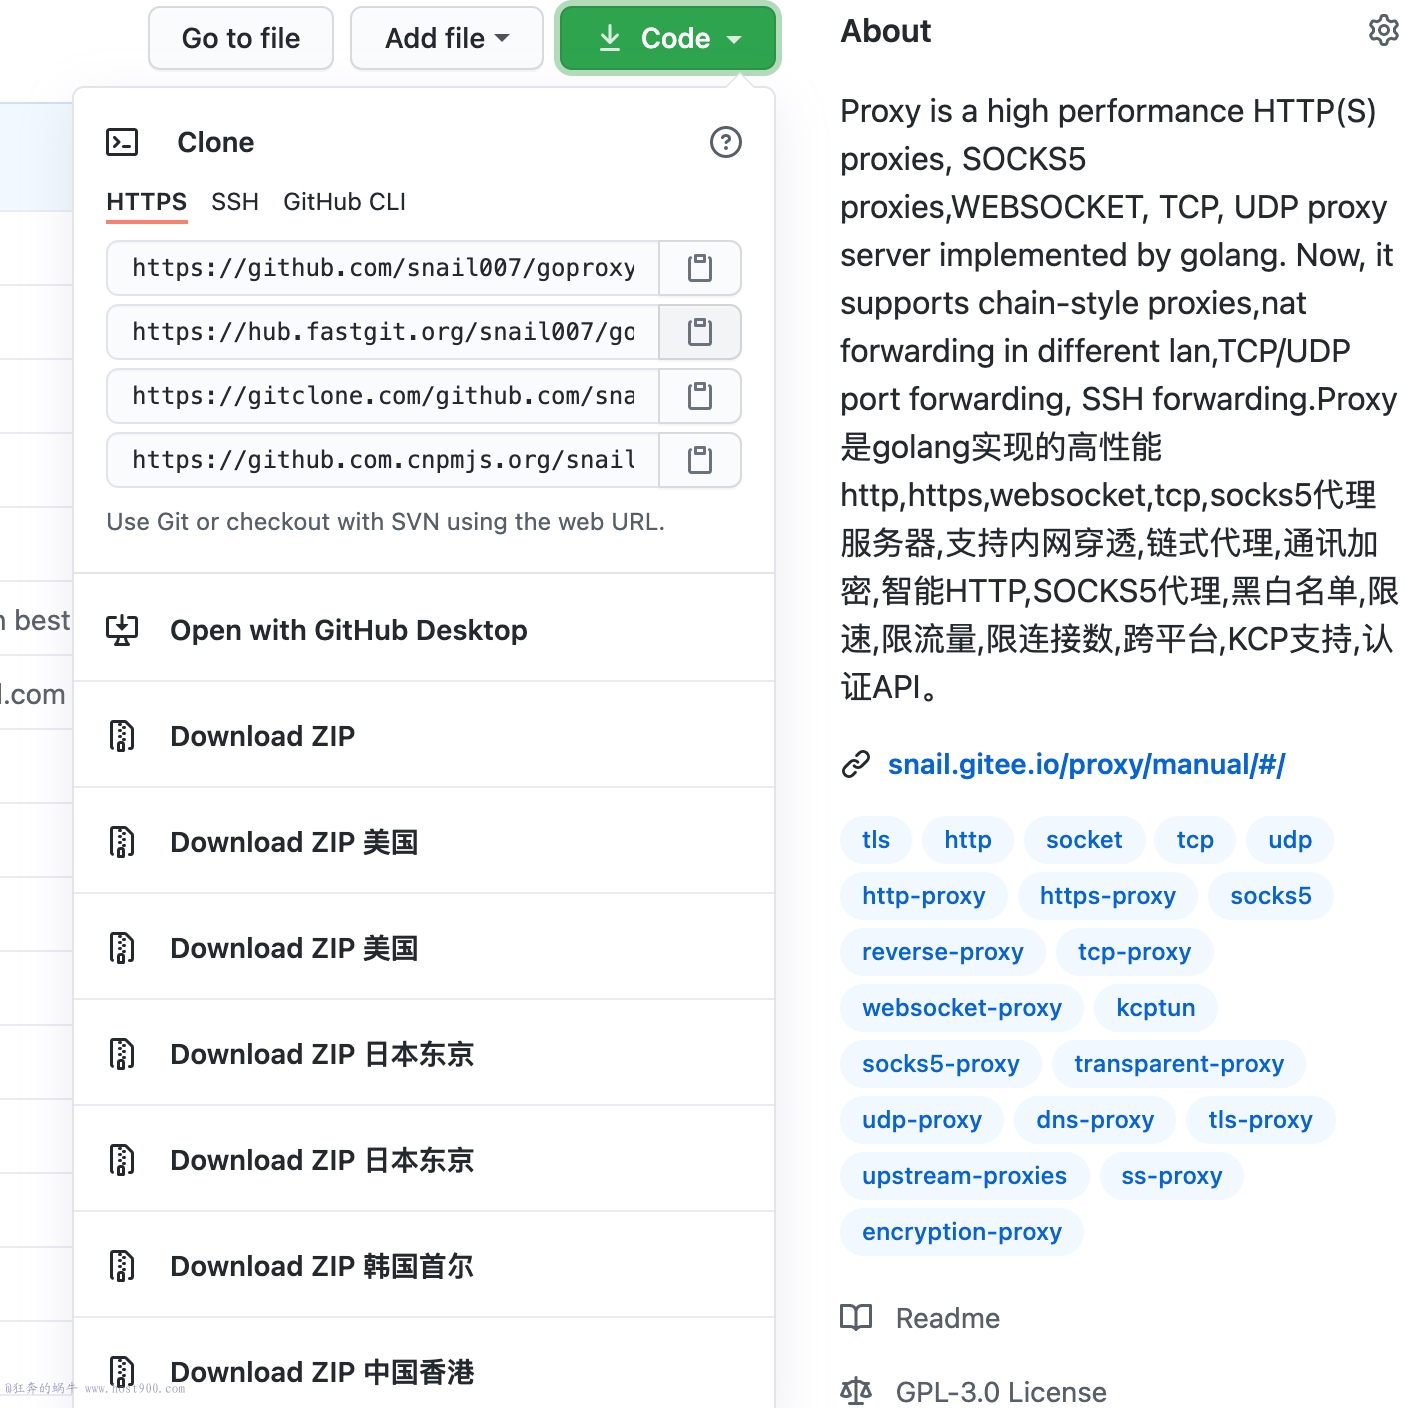 Go to file
Add file
Code
Clone
HTTPS SSH GitHub CLI
https://github.com/snail007/goproxy
https://hub.fastgit.org/snail007/go
https://gitclone.com/github.com/sna
https://github.com.cnpmjs.org/snail
Use Git or checkout with SVN using the web URL.
best
.com
Open with GitHub Desktop
Download ZIP
Download ZIP 美国
Download ZIP 美国
Download ZIP 日本东京
Download ZIP 日本东京
Download ZIP 韩国首尔
Download ZIP 中国香港
@狂奔的蜗牛 www.host900.com
About
Proxy is a high performance HTTP(S)
proxies, SOCKS5
proxies,WEBSOCKET, TCP, UDP proxy
server implemented by golang. Now, it
supports chain-style proxies,nat
forwarding in different lan,TCP/UDP
port forwarding, SSH forwarding.Proxy
是golang实现的高性能
http,https,websocket,tcp,socks5代理
服务器,支持内网穿透,链式代理,通讯加
密,智能HTTP,SOCKS5代理,黑白名单,限
速,限流量,限连接数,跨平台,KCP支持,认
证API。
snail.gitee.io/proxy/manual/#/
tls http socket tcp udp
http-proxy https-proxy socks5
reverse-proxy tcp-proxy
websocket-proxy kcptun
socks5-proxy transparent-proxy
udp-proxy dns-proxy tls-proxy
upstream-proxies ss-proxy
encryption-proxy
Readme
GPL-3.0 License